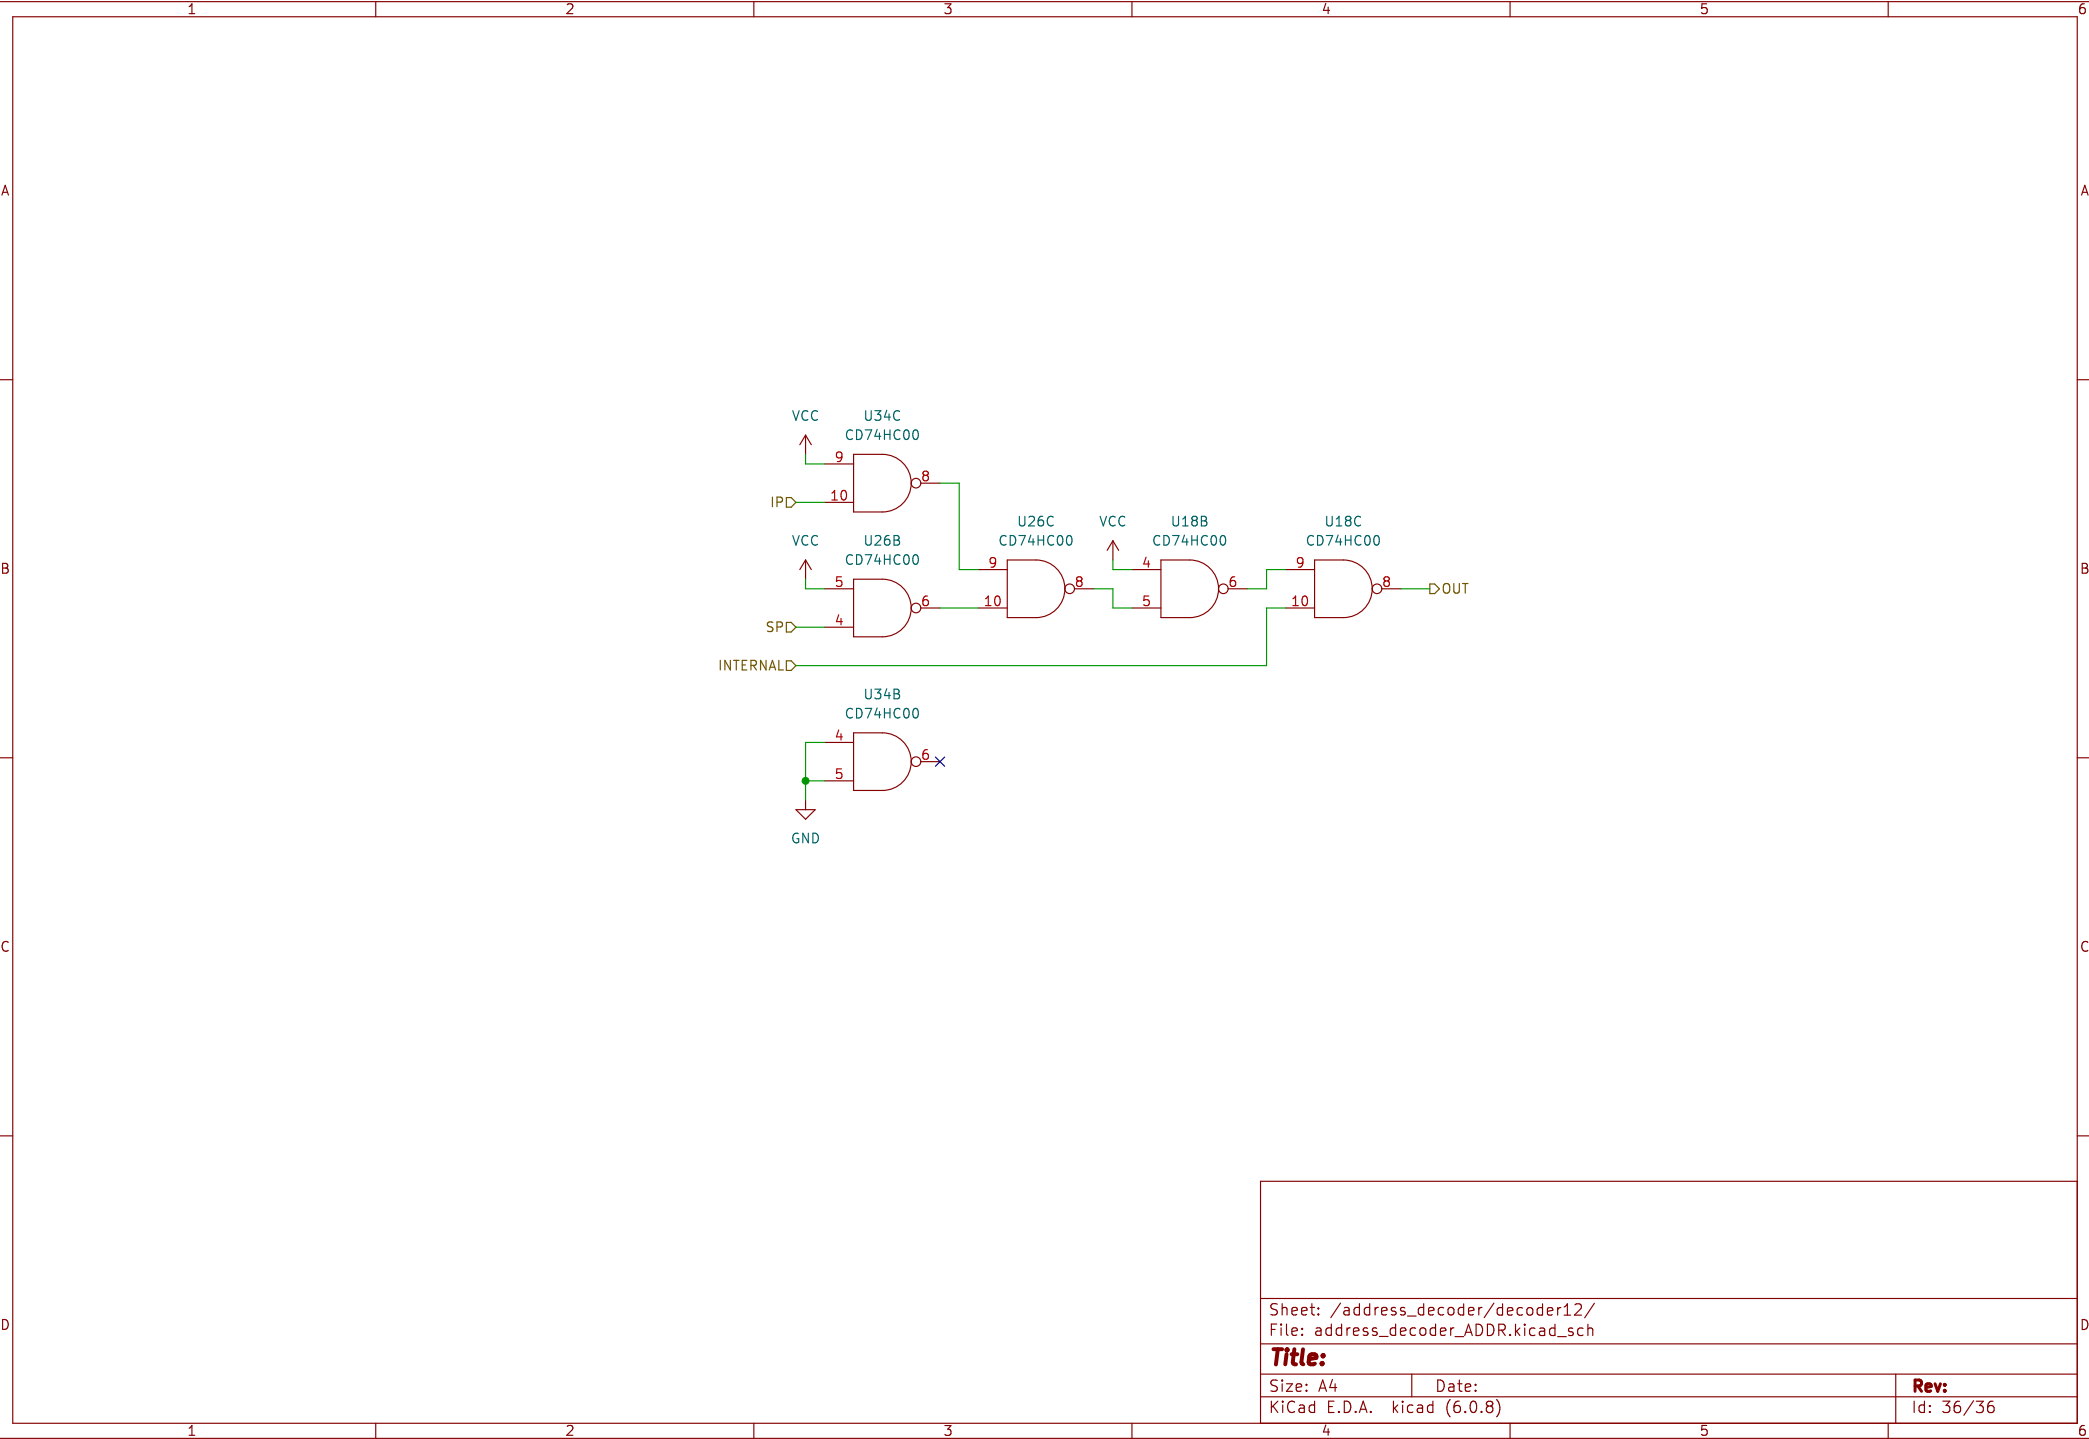 1 2 3 4 5 6
A A
VCC U34C
CD74HC00
9
8
10
IP
U26C VCC U18B U18C
VCC U26B CD74HC00 CD74HC00 CD74HC00
CD74HC00
B 9 4 9 B
5 8 6 8 OUT
6 10 5 10
4
SP
INTERNAL
U34B
CD74HC00
4
6
5
GND
C C
Sheet: /address_decoder/decoder12/
D D
File: address_decoder_ADDR.kicad_sch
Title:
Size: A4 Date: Rev:
KiCad E.D.A. kicad (6.0.8) Id: 36/36
1 2 3 4 5 6